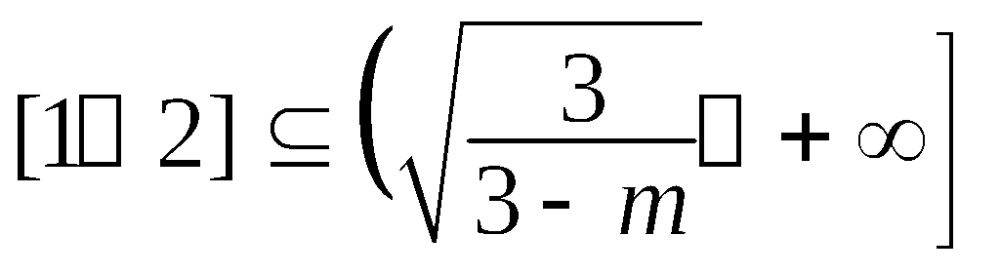 [1▯ 2] ⊆ (√(3/(3 - m))▯ + ∞]